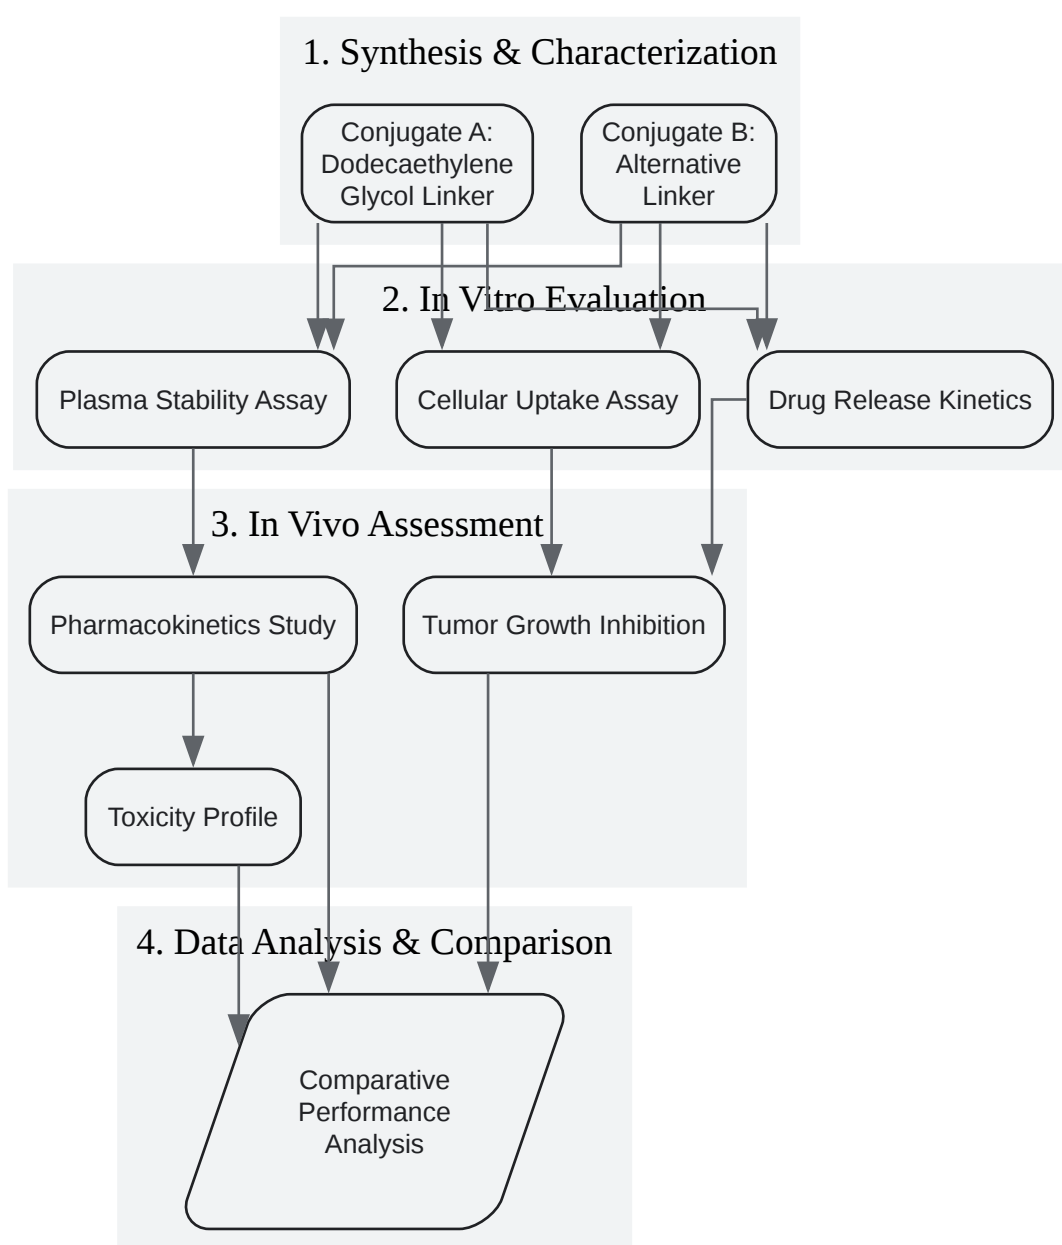 1. Synthesis & Characterization
Conjugate A:
Dodecaethylene
Glycol Linker
Conjugate B:
Alternative
Linker
2. In Vitro Evaluation
Plasma Stability Assay
Cellular Uptake Assay
Drug Release Kinetics
3. In Vivo Assessment
Pharmacokinetics Study
Tumor Growth Inhibition
Toxicity Profile
4. Data Analysis & Comparison
Comparative
Performance
Analysis